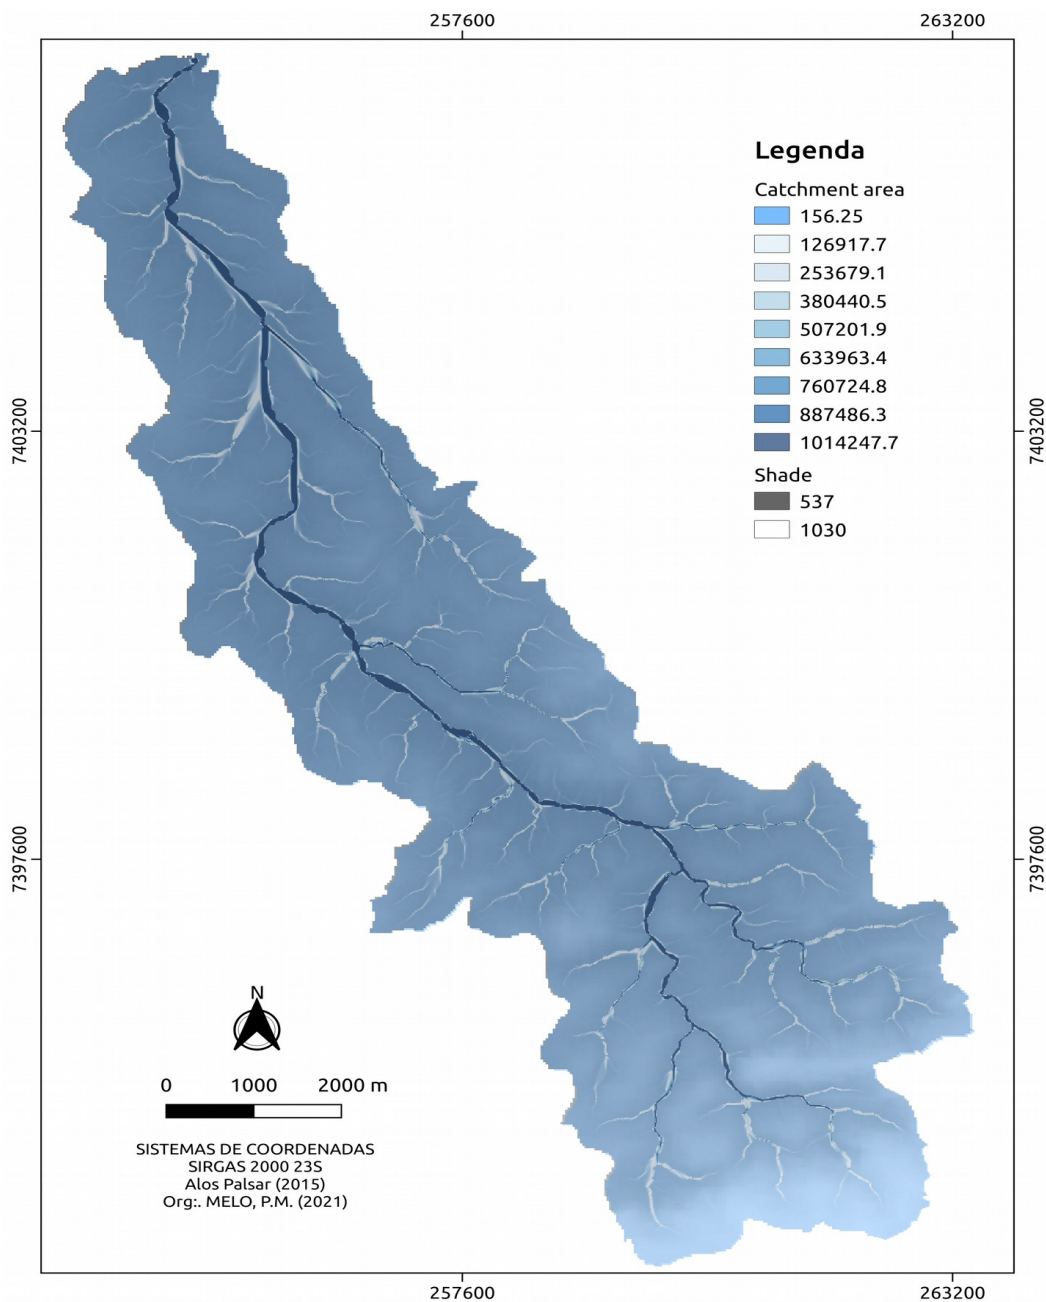 257600
263200
7403200
7403200
Legenda
Catchment area
156.25
126917.7
253679.1
380440.5
507201.9
633963.4
760724.8
887486.3
1014247.7
Shade
537
1030
7397600
7397600
N
0 1000 2000 m
SISTEMAS DE COORDENADAS
SIRGAS 2000 23S
Alos Palsar (2015)
Org:. MELO, P.M. (2021)
257600
263200